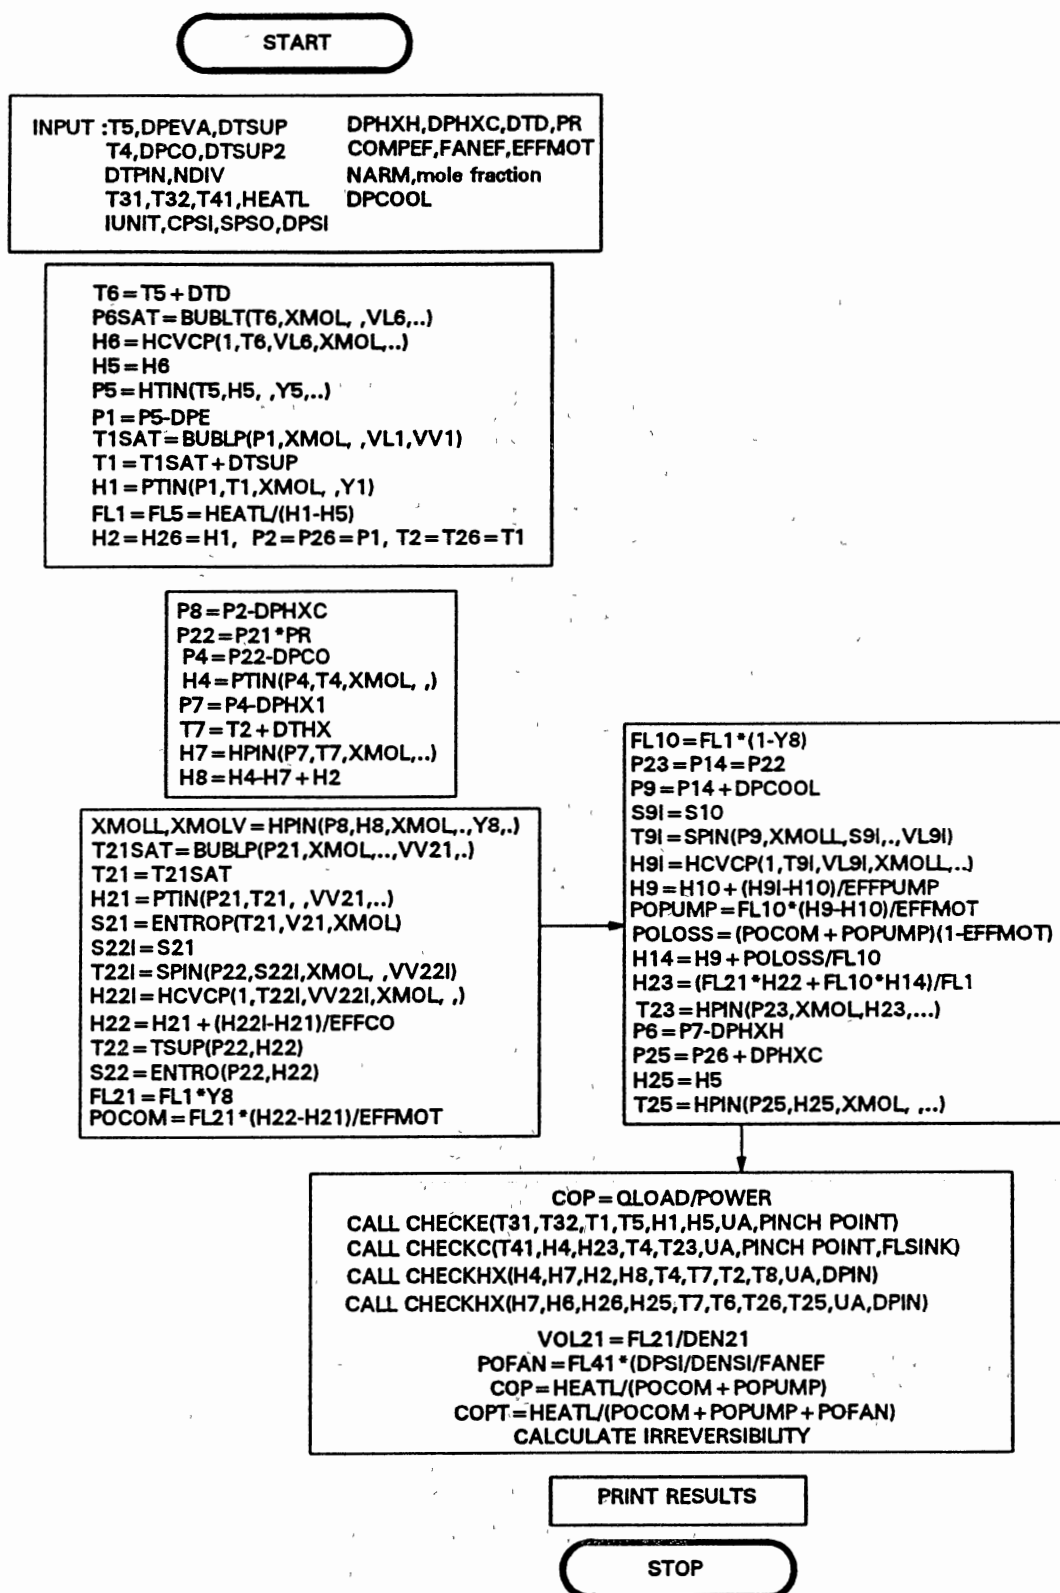 START
INPUT :T5,DPEVA,DTSUP DPHXH,DPHXC,DTD,PR
T4,DPCO,DTSUP2 COMPEF,FANEF,EFFMOT
DTPIN,NDIV NARM,mole fraction
T31,T32,T41,HEATL DPCOOL
IUNIT,CPSI,SPSO,DPSI
T6=T5+DTD
P6SAT=BUBLT(T6,XMOL, ,VL6,..)
H6=HCVCP(1,T6,VL6,XMOL,..)
H5=H6
P5=HTIN(T5,H5, ,Y5,..)
P1=P5-DPE
T1SAT=BUBLP(P1,XMOL, ,VL1,VV1)
T1=T1SAT+DTSUP
H1=PTIN(P1,T1,XMOL, ,Y1)
FL1=FL5=HEATL/(H1-H5)
H2=H26=H1, P2=P26=P1, T2=T26=T1
P8=P2-DPHXC
P22=P21*PR
P4=P22-DPCO
H4=PTIN(P4,T4,XMOL, ,)
P7=P4-DPHX1
T7=T2+DTHX
H7=HPIN(P7,T7,XMOL,..)
H8=H4-H7+H2
XMOLL,XMOLV=HPIN(P8,H8,XMOL,.,Y8,.)
T21SAT=BUBLP(P21,XMOL,..,VV21,.)
T21=T21SAT
H21=PTIN(P21,T21, ,VV21,..)
S21=ENTROP(T21,V21,XMOL)
S22I=S21
T22I=SPIN(P22,S22I,XMOL, ,VV22I)
H22I=HCVCP(1,T22I,VV22I,XMOL, ,)
H22=H21+(H22I-H21)/EFFCO
T22=TSUP(P22,H22)
S22=ENTRO(P22,H22)
FL21=FL1*Y8
POCOM=FL21*(H22-H21)/EFFMOT
FL10=FL1*(1-Y8)
P23=P14=P22
P9=P14+DPCOOL
S9I=S10
T9I=SPIN(P9,XMOLL,S9I,.,VL9I)
H9I=HCVCP(1,T9I,VL9I,XMOLL,..)
H9=H10+(H9I-H10)/EFFPUMP
POPUMP=FL10*(H9-H10)/EFFMOT
POLOSS=(POCOM+POPUMP)(1-EFFMOT)
H14=H9+POLOSS/FL10
H23=(FL21*H22+FL10*H14)/FL1
T23=HPIN(P23,XMOL,H23,...)
P6=P7-DPHXH
P25=P26+DPHXC
H25=H5
T25=HPIN(P25,H25,XMOL, ,..)
COP=QLOAD/POWER
CALL CHECKE(T31,T32,T1,T5,H1,H5,UA,PINCH POINT)
CALL CHECKC(T41,H4,H23,T4,T23,UA,PINCH POINT,FLSINK)
CALL CHECKHX(H4,H7,H2,H8,T4,T7,T2,T8,UA,DPIN)
CALL CHECKHX(H7,H6,H26,H25,T7,T6,T26,T25,UA,DPIN)
VOL21=FL21/DEN21
POFAN=FL41*(DPSI/DENSI/FANEF
COP=HEATL/(POCOM+POPUMP)
COPT=HEATL/(POCOM+POPUMP+POFAN)
CALCULATE IRREVERSIBILITY
PRINT RESULTS
STOP